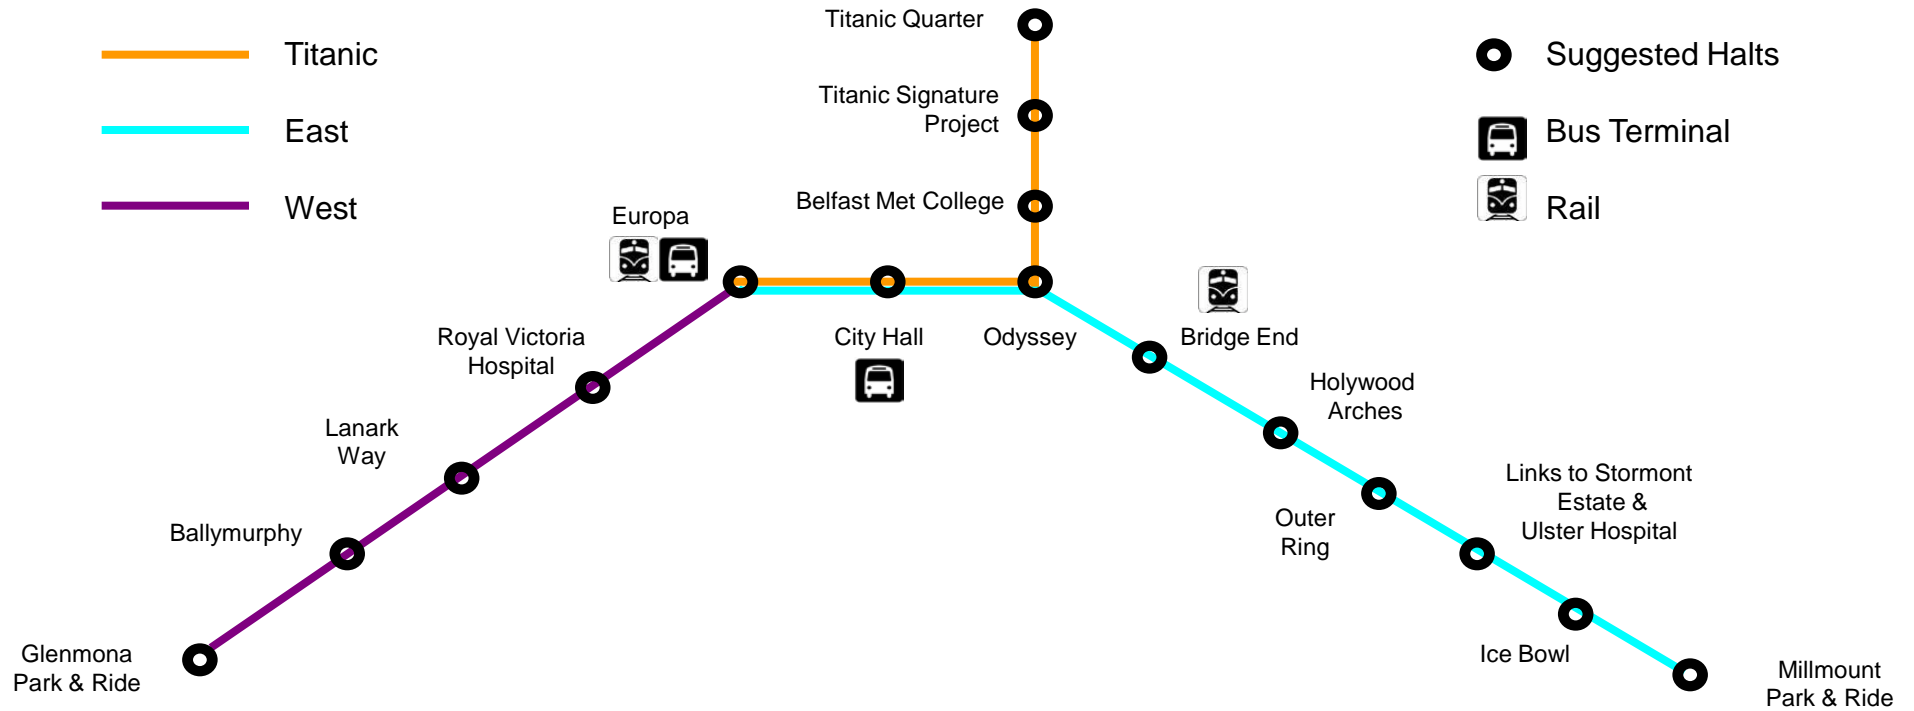 Titanic
East
West
Titanic Quarter
Titanic Signature
Project
Belfast Met College
Suggested Halts
Bus Terminal
Rail
Europa
Royal Victoria
Hospital
City Hall
Odyssey
Bridge End
Lanark
Way
Holywood
Arches
Ballymurphy
Outer
Ring
Links to Stormont
Estate &
Ulster Hospital
Glenmona
Park & Ride
Ice Bowl
Millmount
Park & Ride